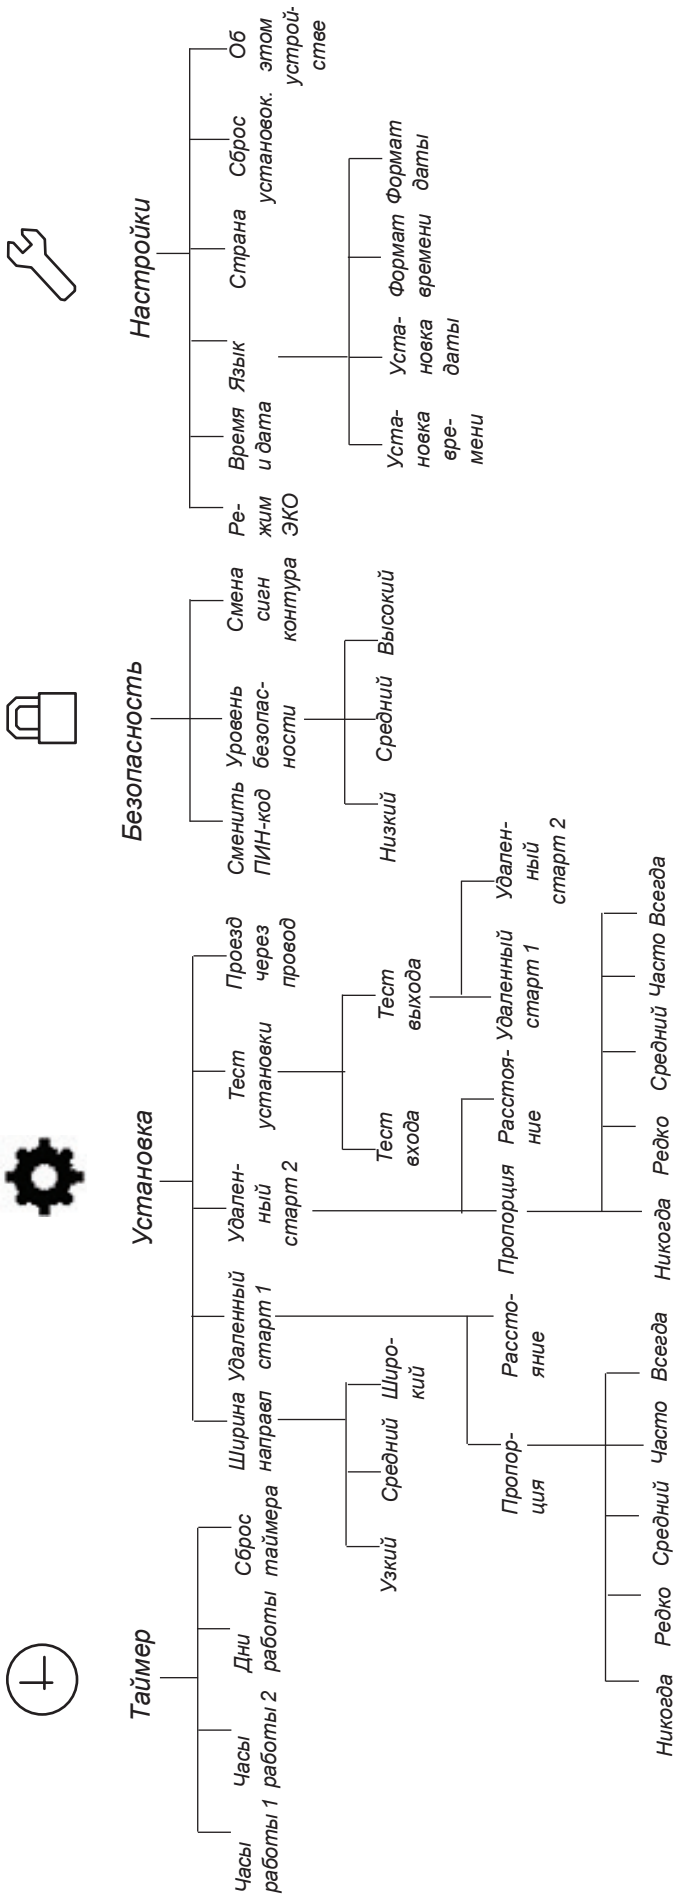 Таймер
Часы
работы 1
Часы
работы 2
Дни
работы
Сброс
таймера
Установка
Ширина
направл
Узкий
Средний
Широ-
кий
Удаленный
старт 1
Пропор-
ция
Никогда
Редко
Средний
Часто
Всегда
Рассто-
яние
Удален-
ный
старт 2
Пропорция
Никогда
Редко
Средний
Часто
Всегда
Расстоя-
ние
Тест
установки
Тест
входа
Тест
выхода
Удаленный
старт 1
Удален-
ный
старт 2
Проезд
через
провод
Безопасность
Сменить
ПИН-код
Уровень
безопас-
ности
Низкий
Средний
Высокий
Смена
сигн
контура
Настройки
Ре-
жим
ЭКО
Время
и дата
Язык
Уста-
новка
вре-
мени
Уста-
новка
даты
Формат
времени
Формат
даты
Страна
Сброс
установок.
Об
этом
устрой-
стве